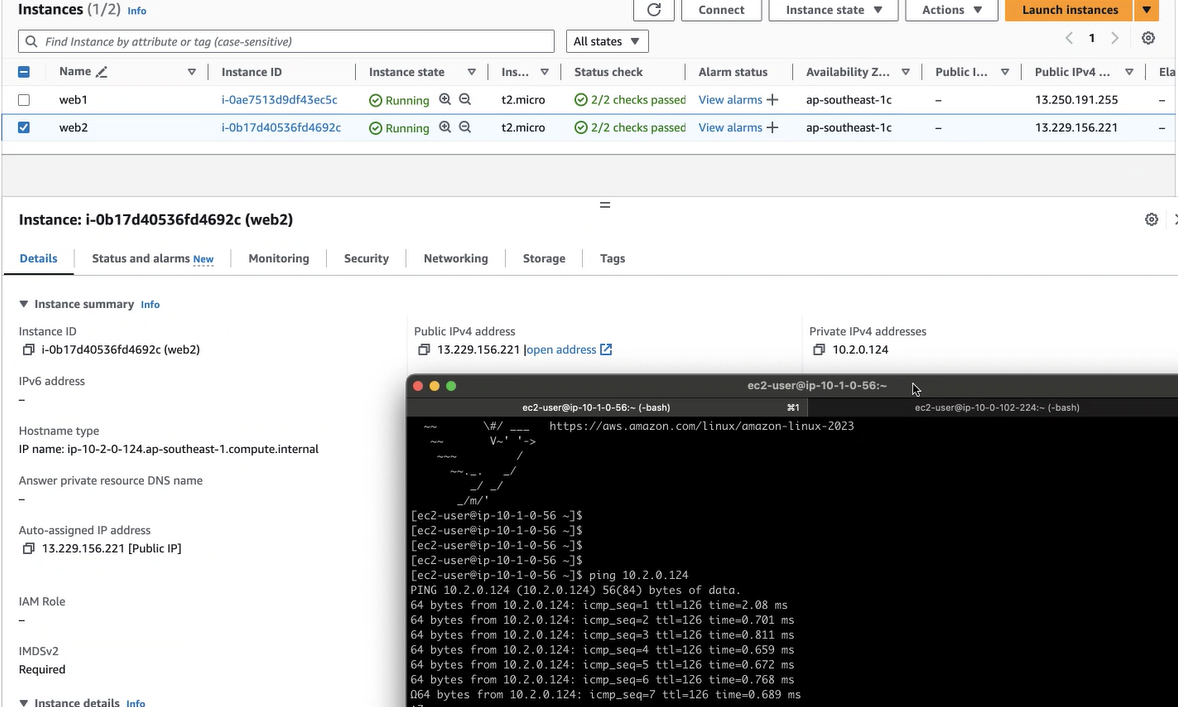 Instances (1/2) Info
Connect
Instance state
Actions
Launch instances
Find Instance by attribute or tag (case-sensitive)
All states
1
Name Instance ID Instance state Ins... Status check Alarm status Availability Z... Public I... Public IPv4 ... Ela
web1 i-0ae7513d9df43ec5c Running t2.micro 2/2 checks passed View alarms + ap-southeast-1c – 13.250.191.255 –
web2 i-0b17d40536fd4692c Running t2.micro 2/2 checks passed View alarms + ap-southeast-1c – 13.229.156.221 –
Instance: i-0b17d40536fd4692c (web2)
Details Status and alarms New Monitoring Security Networking Storage Tags
Instance summary Info
Instance ID
i-0b17d40536fd4692c (web2)
Public IPv4 address
13.229.156.221 |open address
Private IPv4 addresses
10.2.0.124
IPv6 address
–
Hostname type
IP name: ip-10-2-0-124.ap-southeast-1.compute.internal
Answer private resource DNS name
–
Auto-assigned IP address
13.229.156.221 [Public IP]
IAM Role
–
IMDSv2
Required
Instance details Info
ec2-user@ip-10-1-0-56:~
ec2-user@ip-10-1-0-56:~ (-bash) ⌘1 ec2-user@ip-10-0-102-224:~ (-bash)
~~ \#/ ___ https://aws.amazon.com/linux/amazon-linux-2023
~~ V~' '->
~~~ /
~~._. _/
_/ _/
_/m/'
[ec2-user@ip-10-1-0-56 ~]$
[ec2-user@ip-10-1-0-56 ~]$
[ec2-user@ip-10-1-0-56 ~]$
[ec2-user@ip-10-1-0-56 ~]$
[ec2-user@ip-10-1-0-56 ~]$ ping 10.2.0.124
PING 10.2.0.124 (10.2.0.124) 56(84) bytes of data.
64 bytes from 10.2.0.124: icmp_seq=1 ttl=126 time=2.08 ms
64 bytes from 10.2.0.124: icmp_seq=2 ttl=126 time=0.701 ms
64 bytes from 10.2.0.124: icmp_seq=3 ttl=126 time=0.811 ms
64 bytes from 10.2.0.124: icmp_seq=4 ttl=126 time=0.659 ms
64 bytes from 10.2.0.124: icmp_seq=5 ttl=126 time=0.672 ms
64 bytes from 10.2.0.124: icmp_seq=6 ttl=126 time=0.768 ms
Ω64 bytes from 10.2.0.124: icmp_seq=7 ttl=126 time=0.689 ms